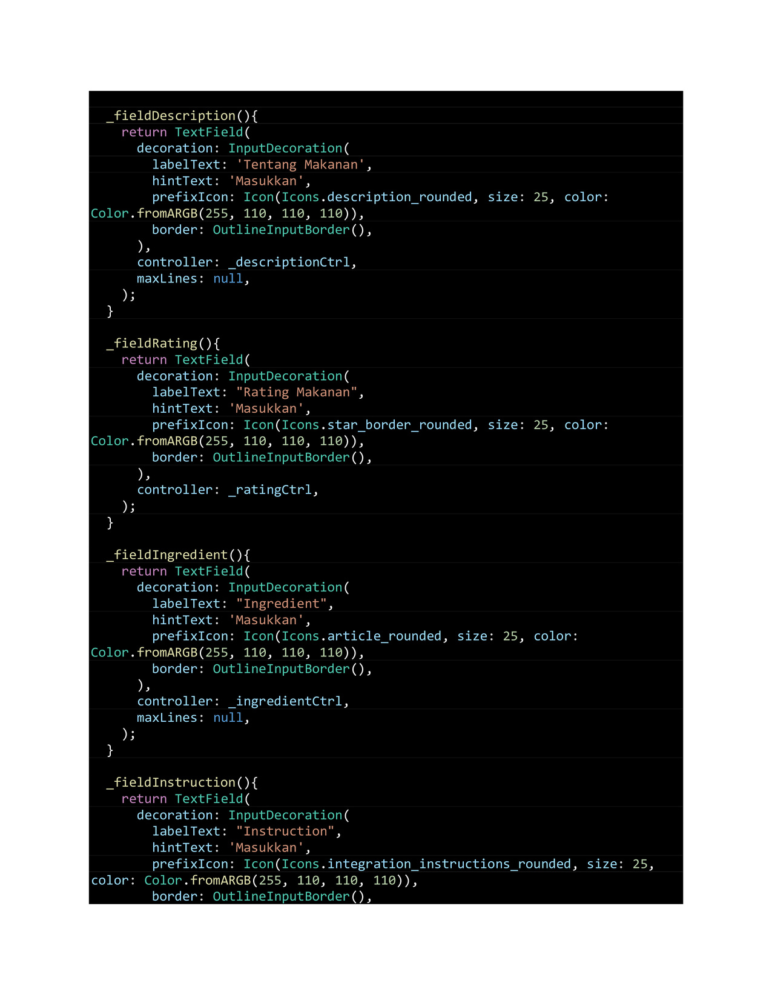 _fieldDescription(){
    return TextField(
      decoration: InputDecoration(
        labelText: 'Tentang Makanan',
        hintText: 'Masukkan',
        prefixIcon: Icon(Icons.description_rounded, size: 25, color:
Color.fromARGB(255, 110, 110, 110)),
        border: OutlineInputBorder(),
      ),
      controller: _descriptionCtrl,
      maxLines: null,
    );
  }

  _fieldRating(){
    return TextField(
      decoration: InputDecoration(
        labelText: "Rating Makanan",
        hintText: 'Masukkan',
        prefixIcon: Icon(Icons.star_border_rounded, size: 25, color:
Color.fromARGB(255, 110, 110, 110)),
        border: OutlineInputBorder(),
      ),
      controller: _ratingCtrl,
    );
  }

  _fieldIngredient(){
    return TextField(
      decoration: InputDecoration(
        labelText: "Ingredient",
        hintText: 'Masukkan',
        prefixIcon: Icon(Icons.article_rounded, size: 25, color:
Color.fromARGB(255, 110, 110, 110)),
        border: OutlineInputBorder(),
      ),
      controller: _ingredientCtrl,
      maxLines: null,
    );
  }

  _fieldInstruction(){
    return TextField(
      decoration: InputDecoration(
        labelText: "Instruction",
        hintText: 'Masukkan',
        prefixIcon: Icon(Icons.integration_instructions_rounded, size: 25,
color: Color.fromARGB(255, 110, 110, 110)),
        border: OutlineInputBorder(),